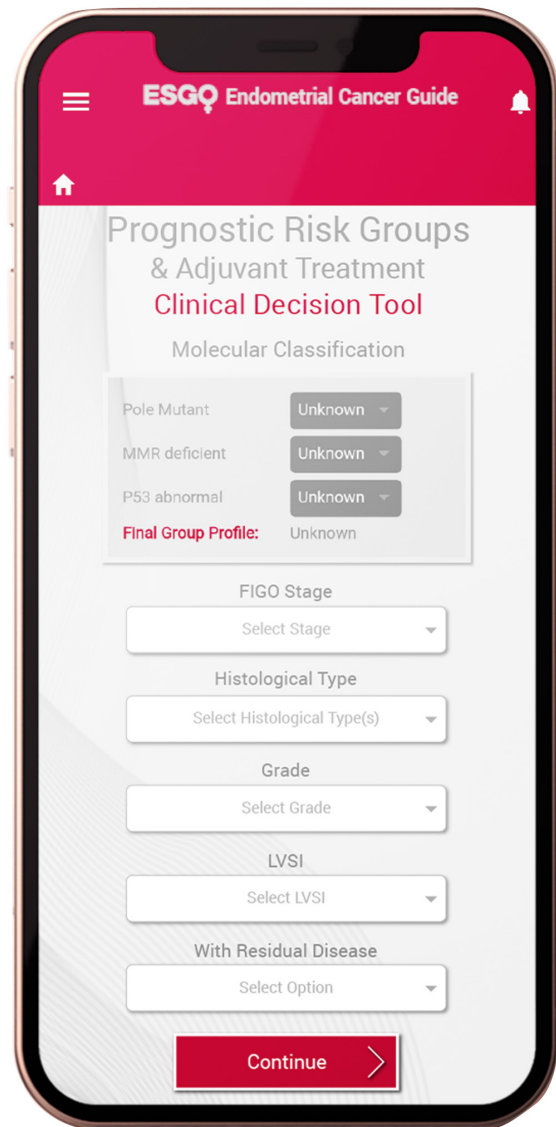 ESGO Endometrial Cancer Guide
Prognostic Risk Groups
& Adjuvant Treatment
Clinical Decision Tool
Molecular Classification
Pole Mutant Unknown
MMR deficient Unknown
P53 abnormal Unknown
Final Group Profile: Unknown
FIGO Stage
Select Stage
Histological Type
Select Histological Type(s)
Grade
Select Grade
LVSI
Select LVSI
With Residual Disease
Select Option
Continue